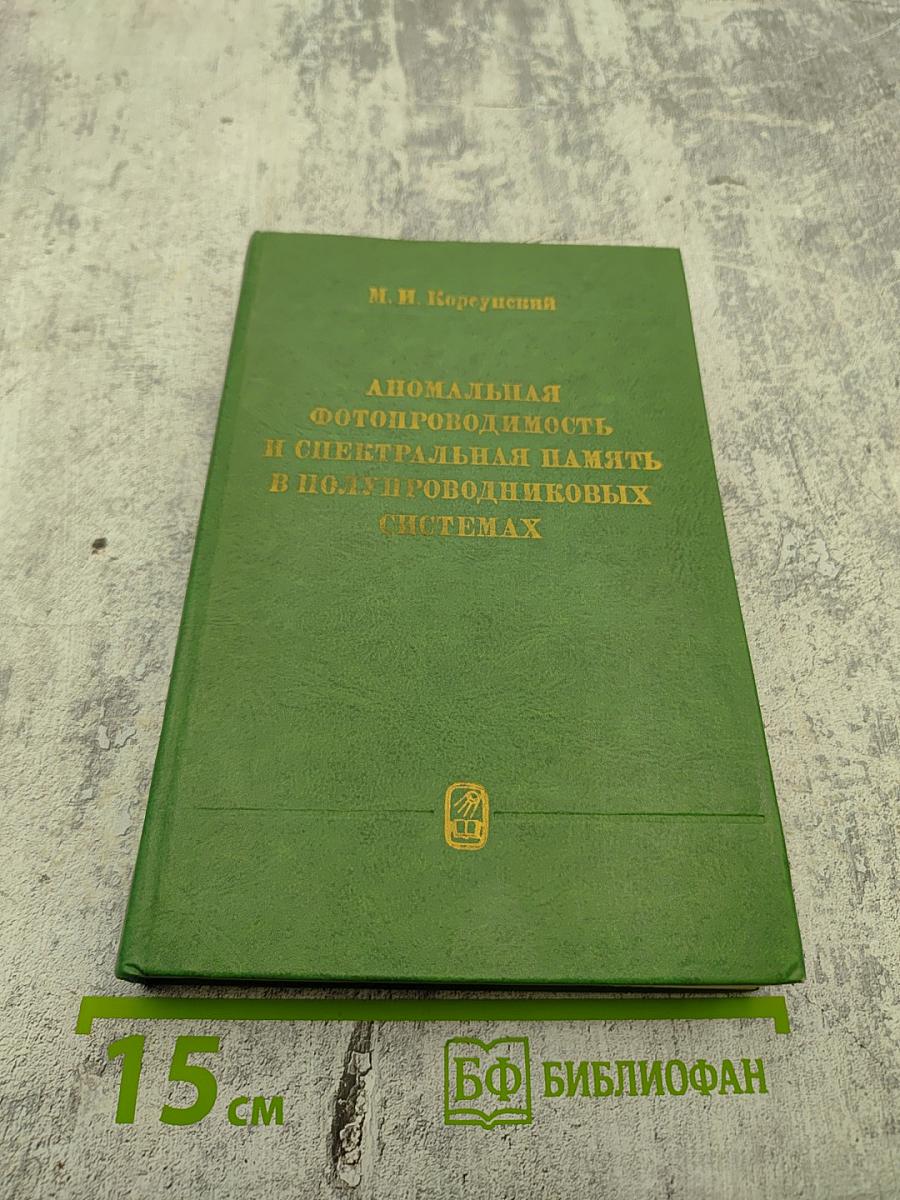 М. И. Корсунский
АНОМАЛЬНАЯ
ФОТОПРОВОДИМОСТЬ
И СПЕКТРАЛЬНАЯ ПАМЯТЬ
В ПОЛУПРОВОДНИКОВЫХ
СИСТЕМАХ
15 см
БФ БИБЛИОФАН